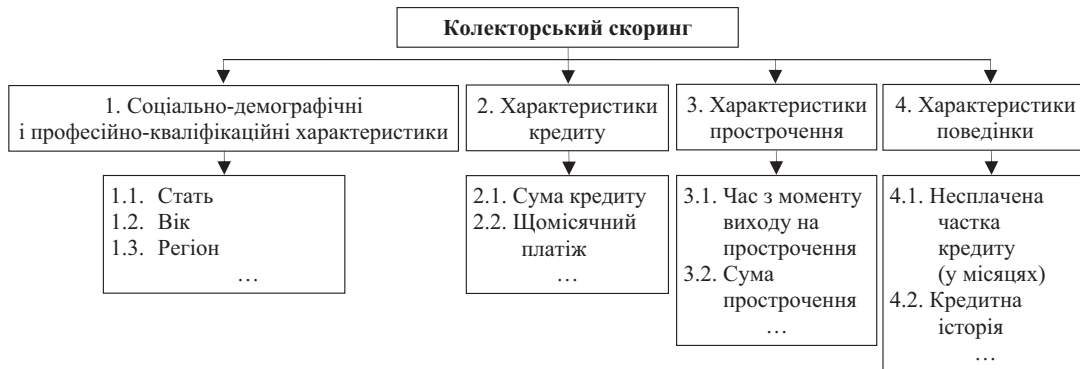 Колекторський скоринг
1. Соціально-демографічні
і професійно-кваліфікаційні характеристики
2. Характеристики
кредиту
3. Характеристики
прострочення
4. Характеристики
поведінки
1.1. Стать
1.2. Вік
1.3. Регіон
…
2.1. Сума кредиту
2.2. Щомісячний
платіж
…
3.1. Час з моменту
виходу на
прострочення
3.2. Сума
прострочення
…
4.1. Несплачена
частка
кредиту
(у місяцях)
4.2. Кредитна
історія
…